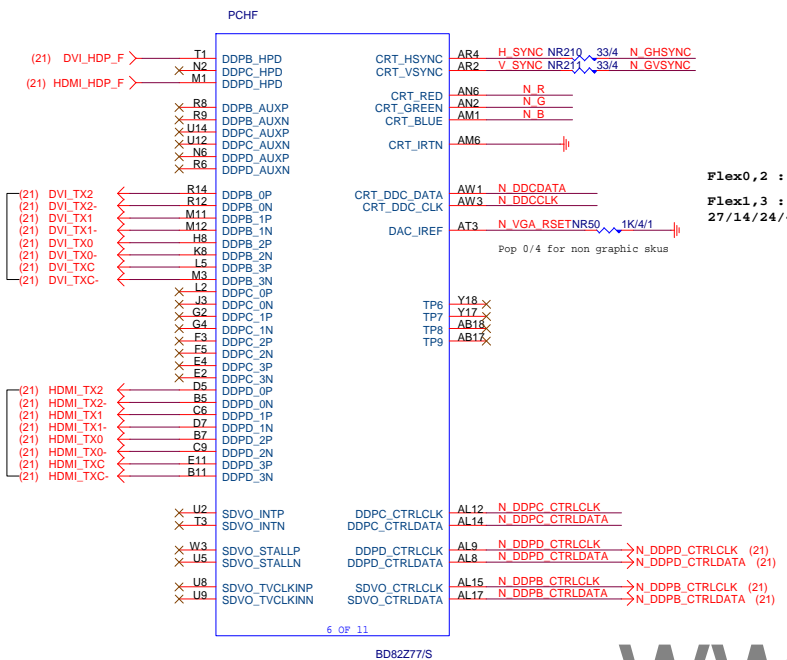 PCHF
(21) DVI_HDP_F T1 DDPB_HPD CRT_HSYNC AR4 H_SYNC NR210 33/4 N_GHSYNC
N2 DDPC_HPD CRT_VSYNC AR2 V_SYNC NR211 33/4 N_GVSYNC
(21) HDMI_HDP_F M1 DDPD_HPD
CRT_RED AN6 N_R
R8 DDPB_AUXP CRT_GREEN AN2 N_G
R9 DDPB_AUXN CRT_BLUE AM1 N_B
U14 DDPC_AUXP
U12 DDPC_AUXN CRT_IRTN AM6
N6 DDPD_AUXP
R6 DDPD_AUXN
Flex0,2 :
(21) DVI_TX2 R14 DDPB_0P CRT_DDC_DATA AW1 N_DDCDATA
(21) DVI_TX2- R12 DDPB_0N CRT_DDC_CLK AW3 N_DDCCLK
Flex1,3 :
(21) DVI_TX1 M11 DDPB_1P
27/14/24/
(21) DVI_TX1- M12 DDPB_1N DAC_IREF AT3 N_VGA_RSET NR50 1K/4/1
(21) DVI_TX0 H8 DDPB_2P
(21) DVI_TX0- K8 DDPB_2N Pop 0/4 for non graphic skus
(21) DVI_TXC L5 DDPB_3P
(21) DVI_TXC- M3 DDPB_3N
L2 DDPC_0P
J3 DDPC_0N TP6 Y18
G2 DDPC_1P TP7 Y17
G4 DDPC_1N TP8 AB18
F3 DDPC_2P TP9 AB17
F5 DDPC_2N
E4 DDPC_3P
E2 DDPC_3N
(21) HDMI_TX2 D5 DDPD_0P
(21) HDMI_TX2- B5 DDPD_0N
(21) HDMI_TX1 C6 DDPD_1P
(21) HDMI_TX1- D7 DDPD_1N
(21) HDMI_TX0 B7 DDPD_2P
(21) HDMI_TX0- C9 DDPD_2N
(21) HDMI_TXC E11 DDPD_3P
(21) HDMI_TXC- B11 DDPD_3N
U2 SDVO_INTP DDPC_CTRLCLK AL12 N_DDPC_CTRLCLK
T3 SDVO_INTN DDPC_CTRLDATA AL14 N_DDPC_CTRLDATA
W3 SDVO_STALLP DDPD_CTRLCLK AL9 N_DDPD_CTRLCLK N_DDPD_CTRLCLK (21)
U5 SDVO_STALLN DDPD_CTRLDATA AL8 N_DDPD_CTRLDATA N_DDPD_CTRLDATA (21)
U8 SDVO_TVCLKINP SDVO_CTRLCLK AL15 N_DDPB_CTRLCLK N_DDPB_CTRLCLK (21)
U9 SDVO_TVCLKINN SDVO_CTRLDATA AL17 N_DDPB_CTRLDATA N_DDPB_CTRLDATA (21)
6 OF 11
BD82Z77/S